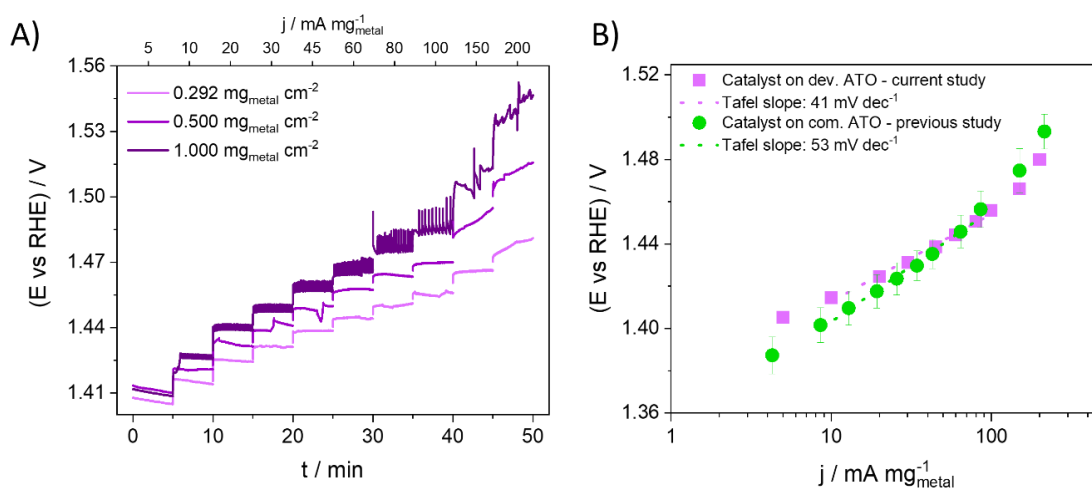 A)
j / mA mg⁻¹metal
5 10 20 30 45 60 80 100 150 200
1.56
1.53
1.50
1.47
1.44
1.41
(E vs RHE) / V
0.292 mgmetal cm⁻²
0.500 mgmetal cm⁻²
1.000 mgmetal cm⁻²
0 10 20 30 40 50
t / min
B)
1.52
1.48
1.44
1.40
1.36
(E vs RHE) / V
Catalyst on dev. ATO - current study
Tafel slope: 41 mV dec⁻¹
Catalyst on com. ATO - previous study
Tafel slope: 53 mV dec⁻¹
1 10 100
j / mA mg⁻¹metal